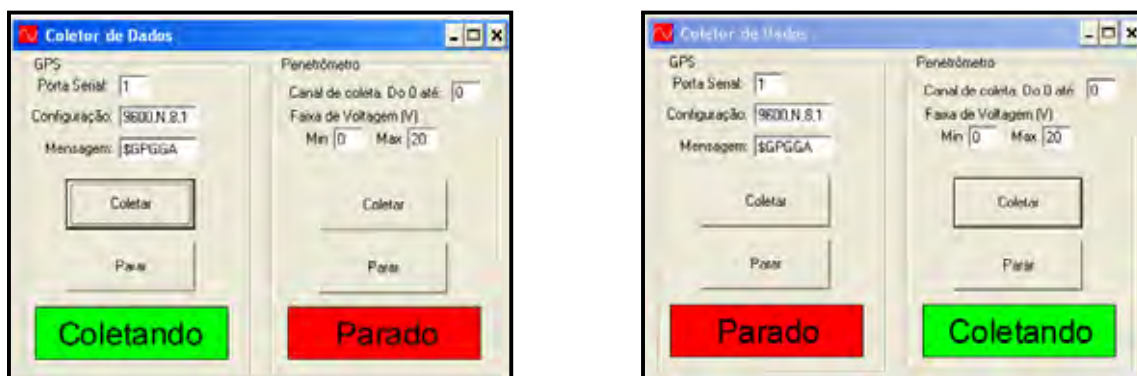 Coletor de Dados
GPS
Porta Serial: 1
Configuração: 9600,N,8,1
Mensagem: $GPGGA
Coletar
Parar
Coletando
Penetrômetro
Canal de coleta. Do 0 até: 0
Faixa de Voltagem (V)
Min 0 Max 20
Coletar
Parar
Parado
Coletor de Dados
GPS
Porta Serial: 1
Configuração: 9600,N,8,1
Mensagem: $GPGGA
Coletar
Parar
Parado
Penetrômetro
Canal de coleta. Do 0 até: 0
Faixa de Voltagem (V)
Min 0 Max 20
Coletar
Parar
Coletando